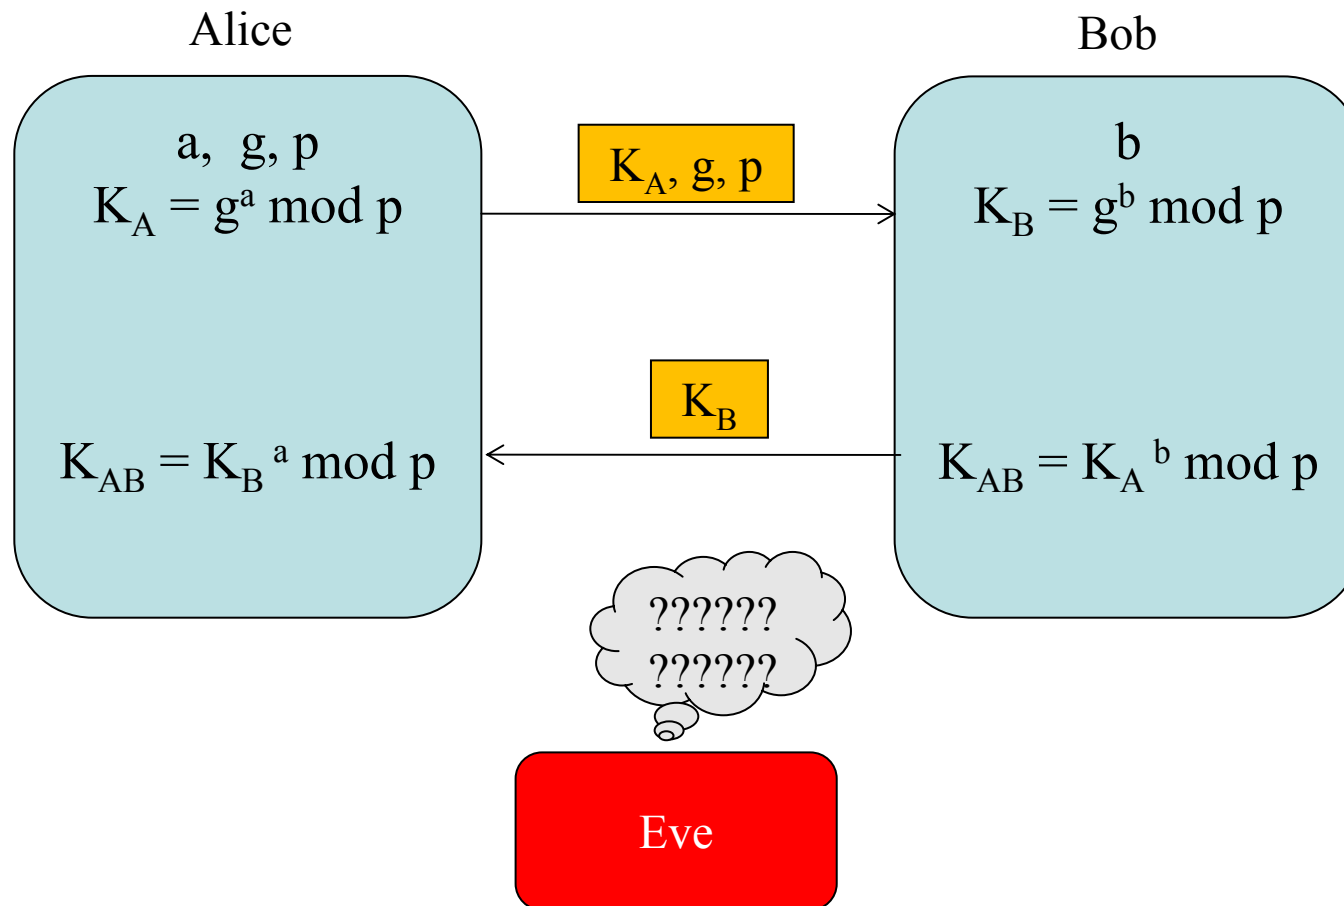 Alice
Bob
a, g, p
K_A = g^a mod p
K_A, g, p
b
K_B = g^b mod p
K_B
K_AB = K_B^a mod p
K_AB = K_A^b mod p
??????
??????
Eve